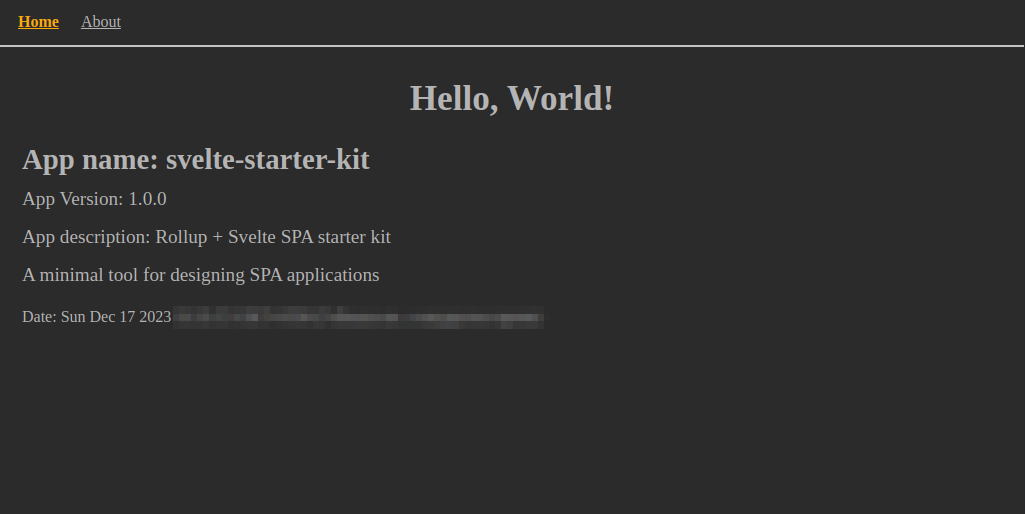 Home About
Hello, World!
App name: svelte-starter-kit
App Version: 1.0.0
App description: Rollup + Svelte SPA starter kit
A minimal tool for designing SPA applications
Date: Sun Dec 17 2023